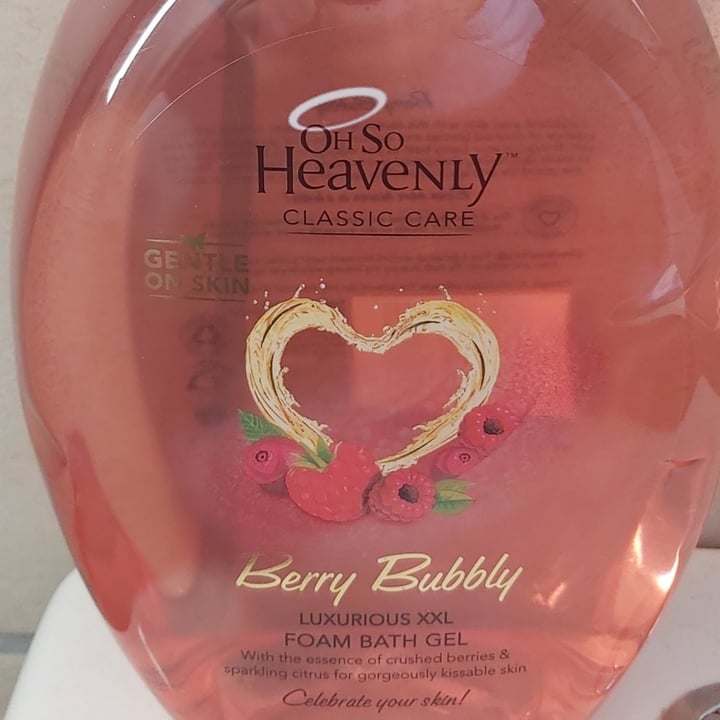 OH SO
HEAVENLY™
CLASSIC CARE
GENTLE
ON SKIN
Berry Bubbly
LUXURIOUS XXL
FOAM BATH GEL
With the essence of crushed berries &
sparkling citrus for gorgeously kissable skin
Celebrate your skin!